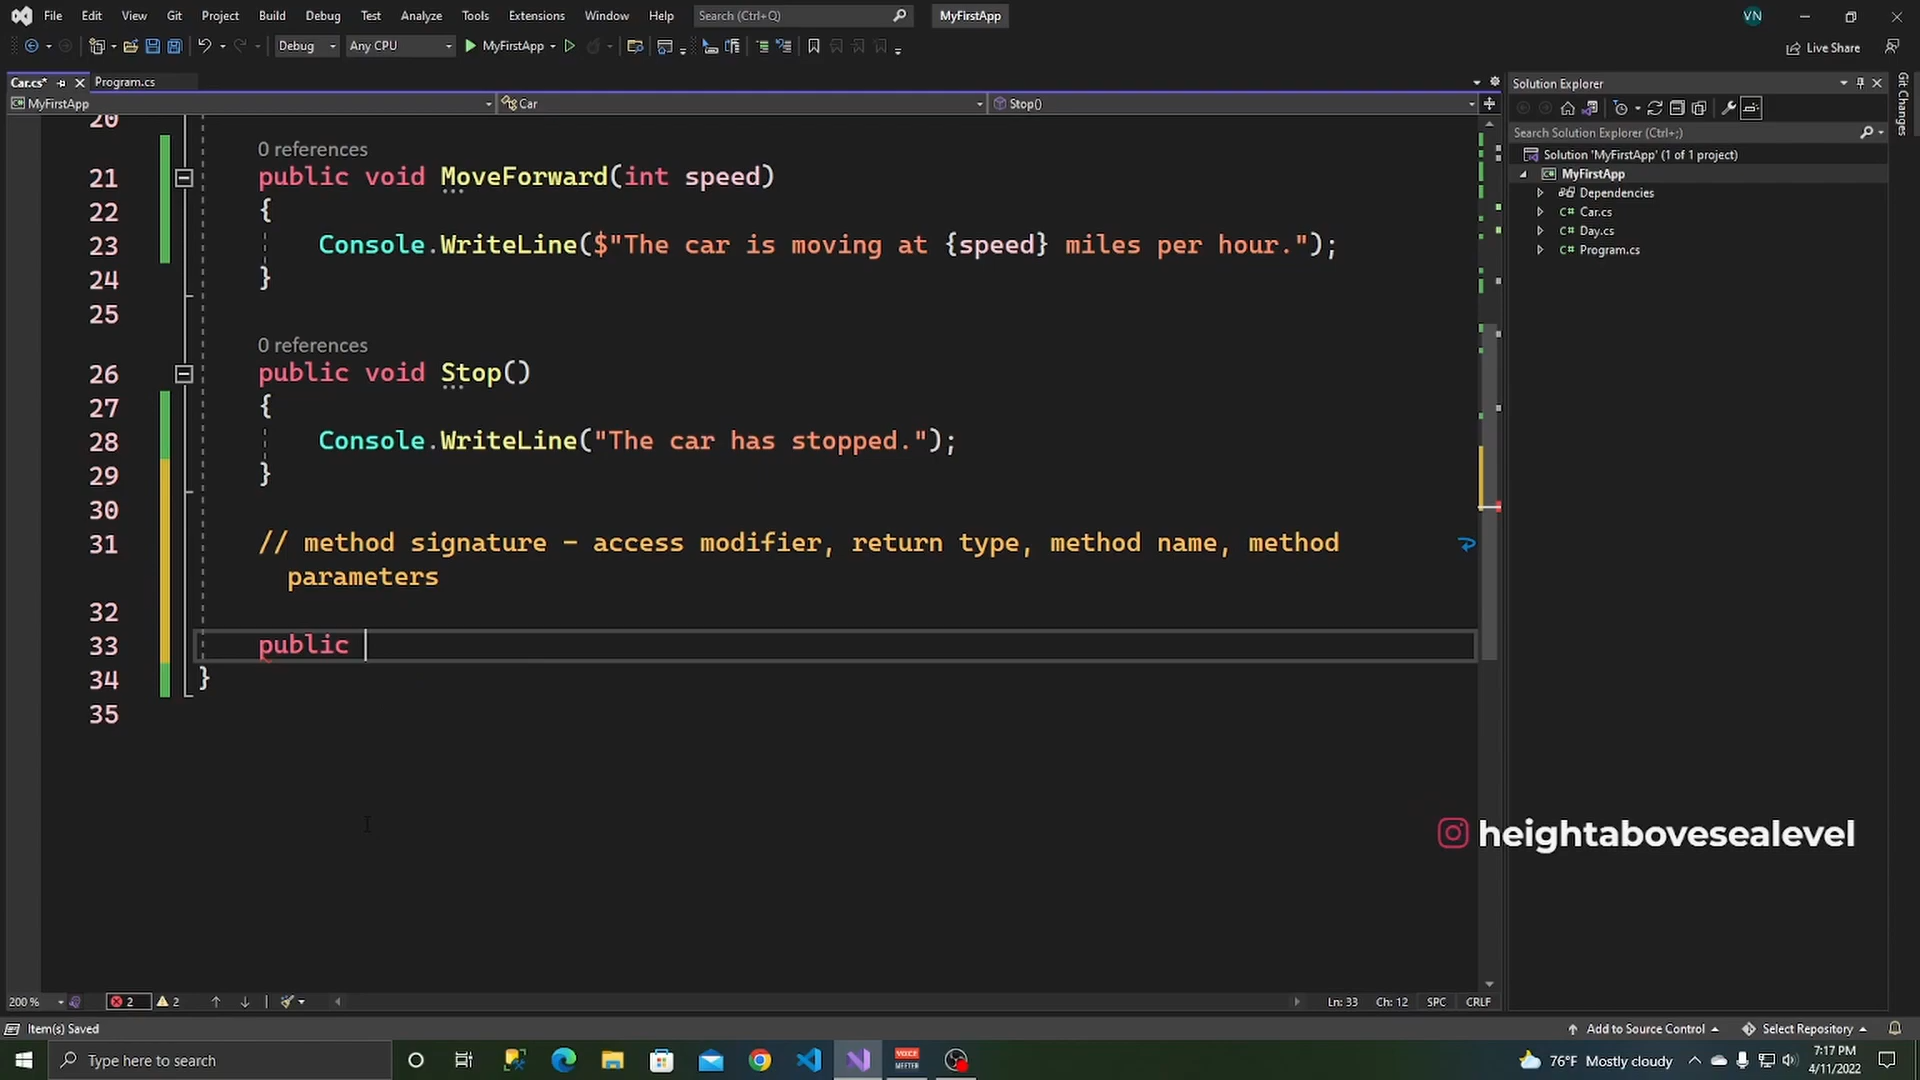 File Edit View Git Project Build Debug Test Analyze Tools Extensions Window Help Search (Ctrl+Q) MyFirstApp VN
Debug Any CPU MyFirstApp Live Share
Car.cs* Program.cs
MyFirstApp Car Stop()
20
0 references
21 public void MoveForward(int speed)
22 {
23 Console.WriteLine($"The car is moving at {speed} miles per hour.");
24 }
25
0 references
26 public void Stop()
27 {
28 Console.WriteLine("The car has stopped.");
29 }
30
31 // method signature - access modifier, return type, method name, method
parameters
32
33 public
34 }
35
Solution Explorer
Search Solution Explorer (Ctrl+;)
Solution 'MyFirstApp' (1 of 1 project)
MyFirstApp
Dependencies
C# Car.cs
C# Day.cs
C# Program.cs
Git Changes
heightabovesealevel
200 % 2 2 Ln: 33 Ch: 12 SPC CRLF
Item(s) Saved Add to Source Control Select Repository
Type here to search VOICE MEETER 76°F Mostly cloudy 7:17 PM
4/11/2022